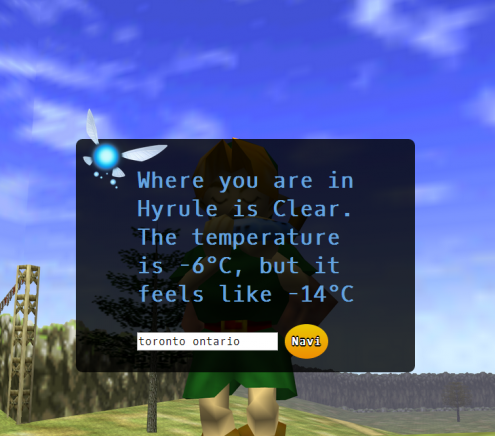 Where you are in
Hyrule is Clear.
The temperature
is -6°C, but it
feels like -14°C
toronto ontario
Navi